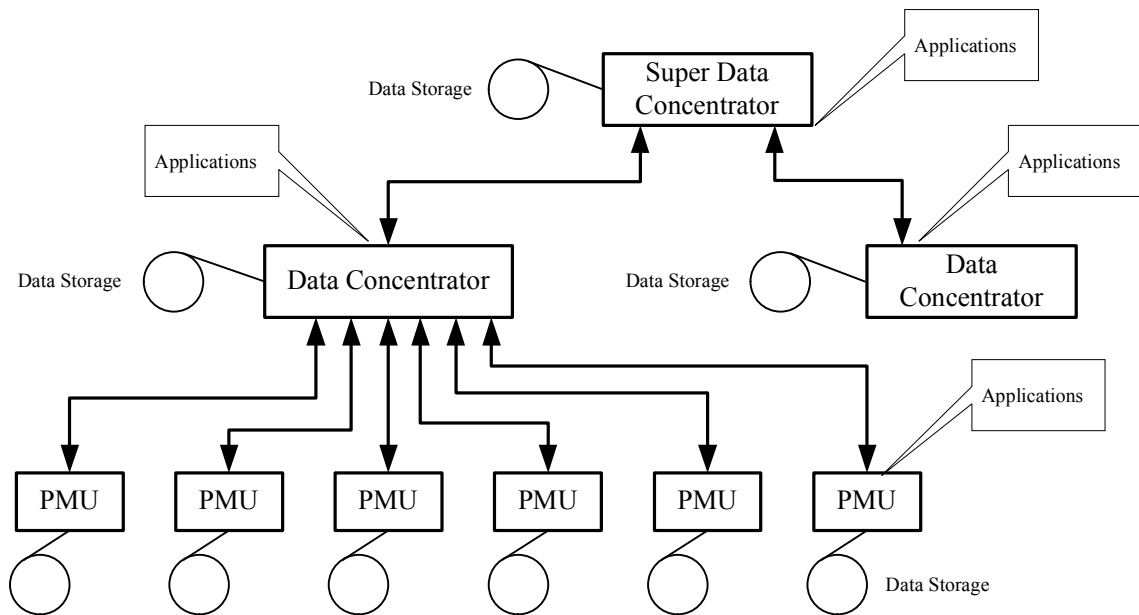 Applications
Super Data
Concentrator
Data Storage
Applications
Applications
Data Storage
Data Concentrator
Data Storage
Data
Concentrator
Applications
PMU
PMU
PMU
PMU
PMU
PMU
Data Storage